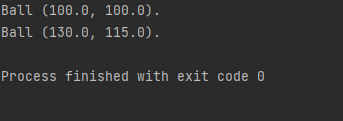 Ball (100.0, 100.0).
Ball (130.0, 115.0).
Process finished with exit code 0